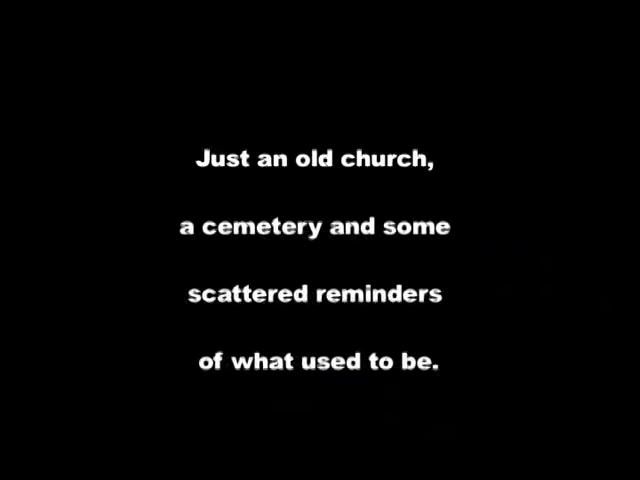 Just an old church,
a cemetery and some
scattered reminders
of what used to be.